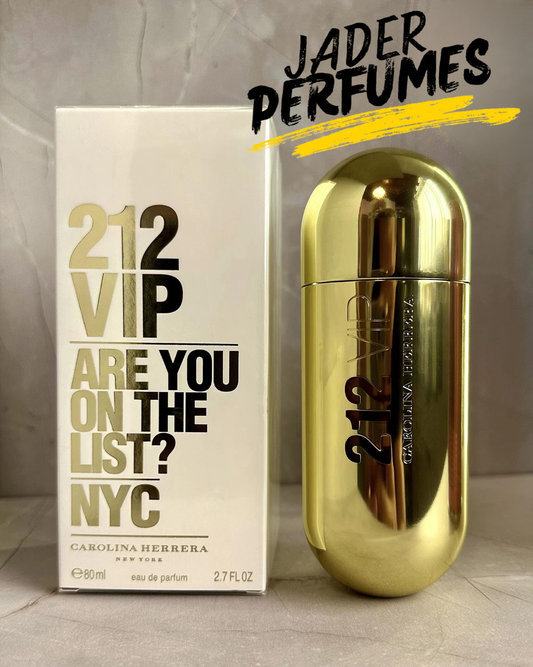 JADER
PERFUMES
212
VIP
ARE YOU
ON THE
LIST?
NYC
CAROLINA HERRERA
NEW YORK
℮80ml eau de parfum 2.7 FL OZ
212 VIP
CAROLINA HERRERA